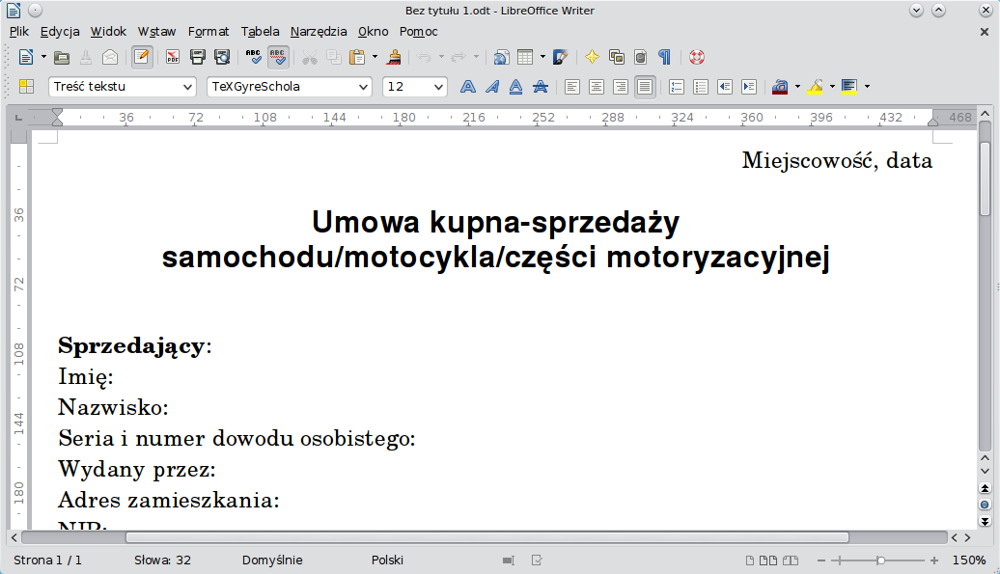 Bez tytułu 1.odt - LibreOffice Writer
Plik Edycja Widok Wstaw Format Tabela Narzędzia Okno Pomoc
Treść tekstu TeXGyreSchola 12
36 72 108 144 180 216 252 288 324 360 396 432 468
Miejscowość, data
Umowa kupna-sprzedaży
samochodu/motocykla/części motoryzacyjnej
Sprzedający:
Imię:
Nazwisko:
Seria i numer dowodu osobistego:
Wydany przez:
Adres zamieszkania:
36
72
108
144
180
Strona 1 / 1 Słowa: 32 Domyślnie Polski 150%